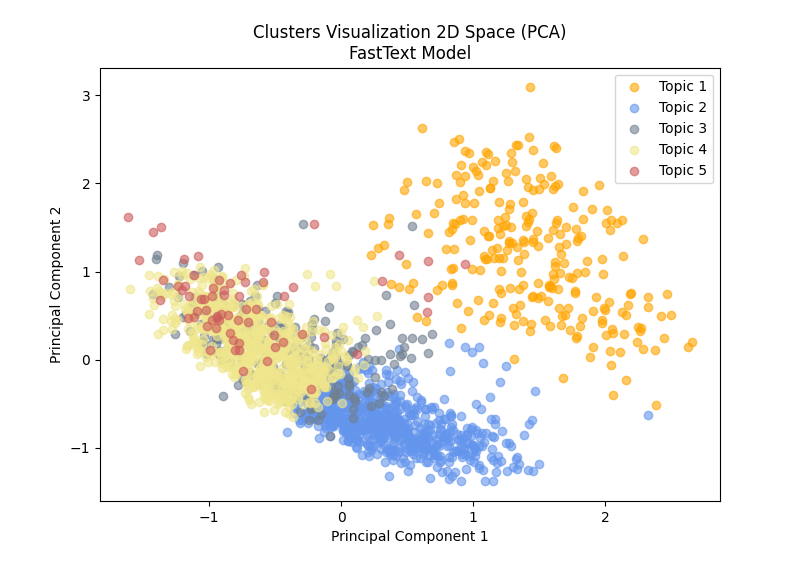 Clusters Visualization 2D Space (PCA)
FastText Model
Topic 1
Topic 2
Topic 3
Topic 4
Topic 5
Principal Component 2
3
2
1
0
−1
−1
0
1
2
Principal Component 1